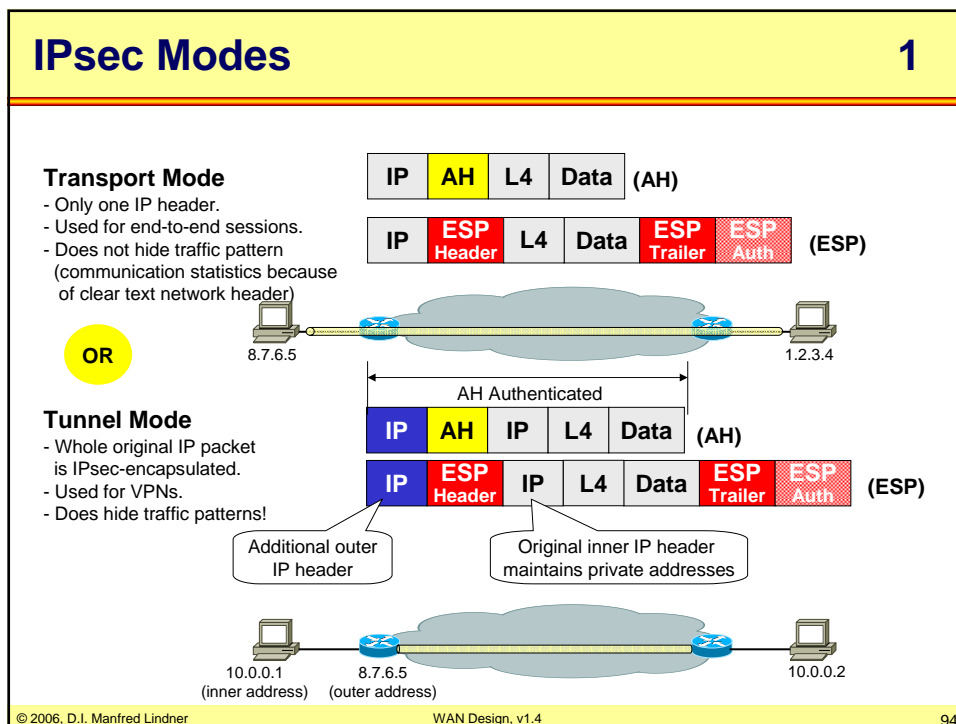 IPsec Modes 1
Transport Mode
- Only one IP header.
- Used for end-to-end sessions.
- Does not hide traffic pattern
(communication statistics because
of clear text network header)
IP AH L4 Data (AH)
IP ESP Header L4 Data ESP Trailer ESP Auth (ESP)
8.7.6.5
1.2.3.4
OR
AH Authenticated
Tunnel Mode
- Whole original IP packet
is IPsec-encapsulated.
- Used for VPNs.
- Does hide traffic patterns!
IP AH IP L4 Data (AH)
IP ESP Header IP L4 Data ESP Trailer ESP Auth (ESP)
Additional outer
IP header
Original inner IP header
maintains private addresses
10.0.0.1
(inner address)
8.7.6.5
(outer address)
10.0.0.2
© 2006, D.I. Manfred Lindner
WAN Design, v1.4
94